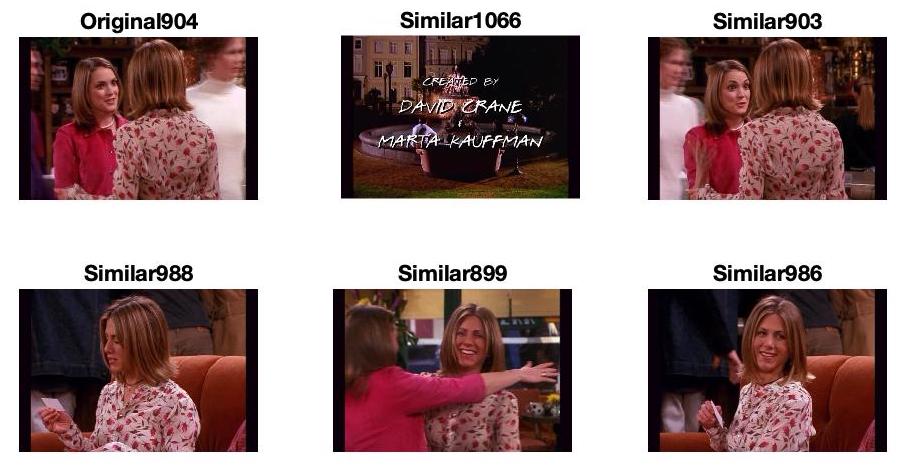 Original904
Similar1066
Similar903
CREATED BY
DAVID CRANE
&
MARTA KAUFFMAN
Similar988
Similar899
Similar986